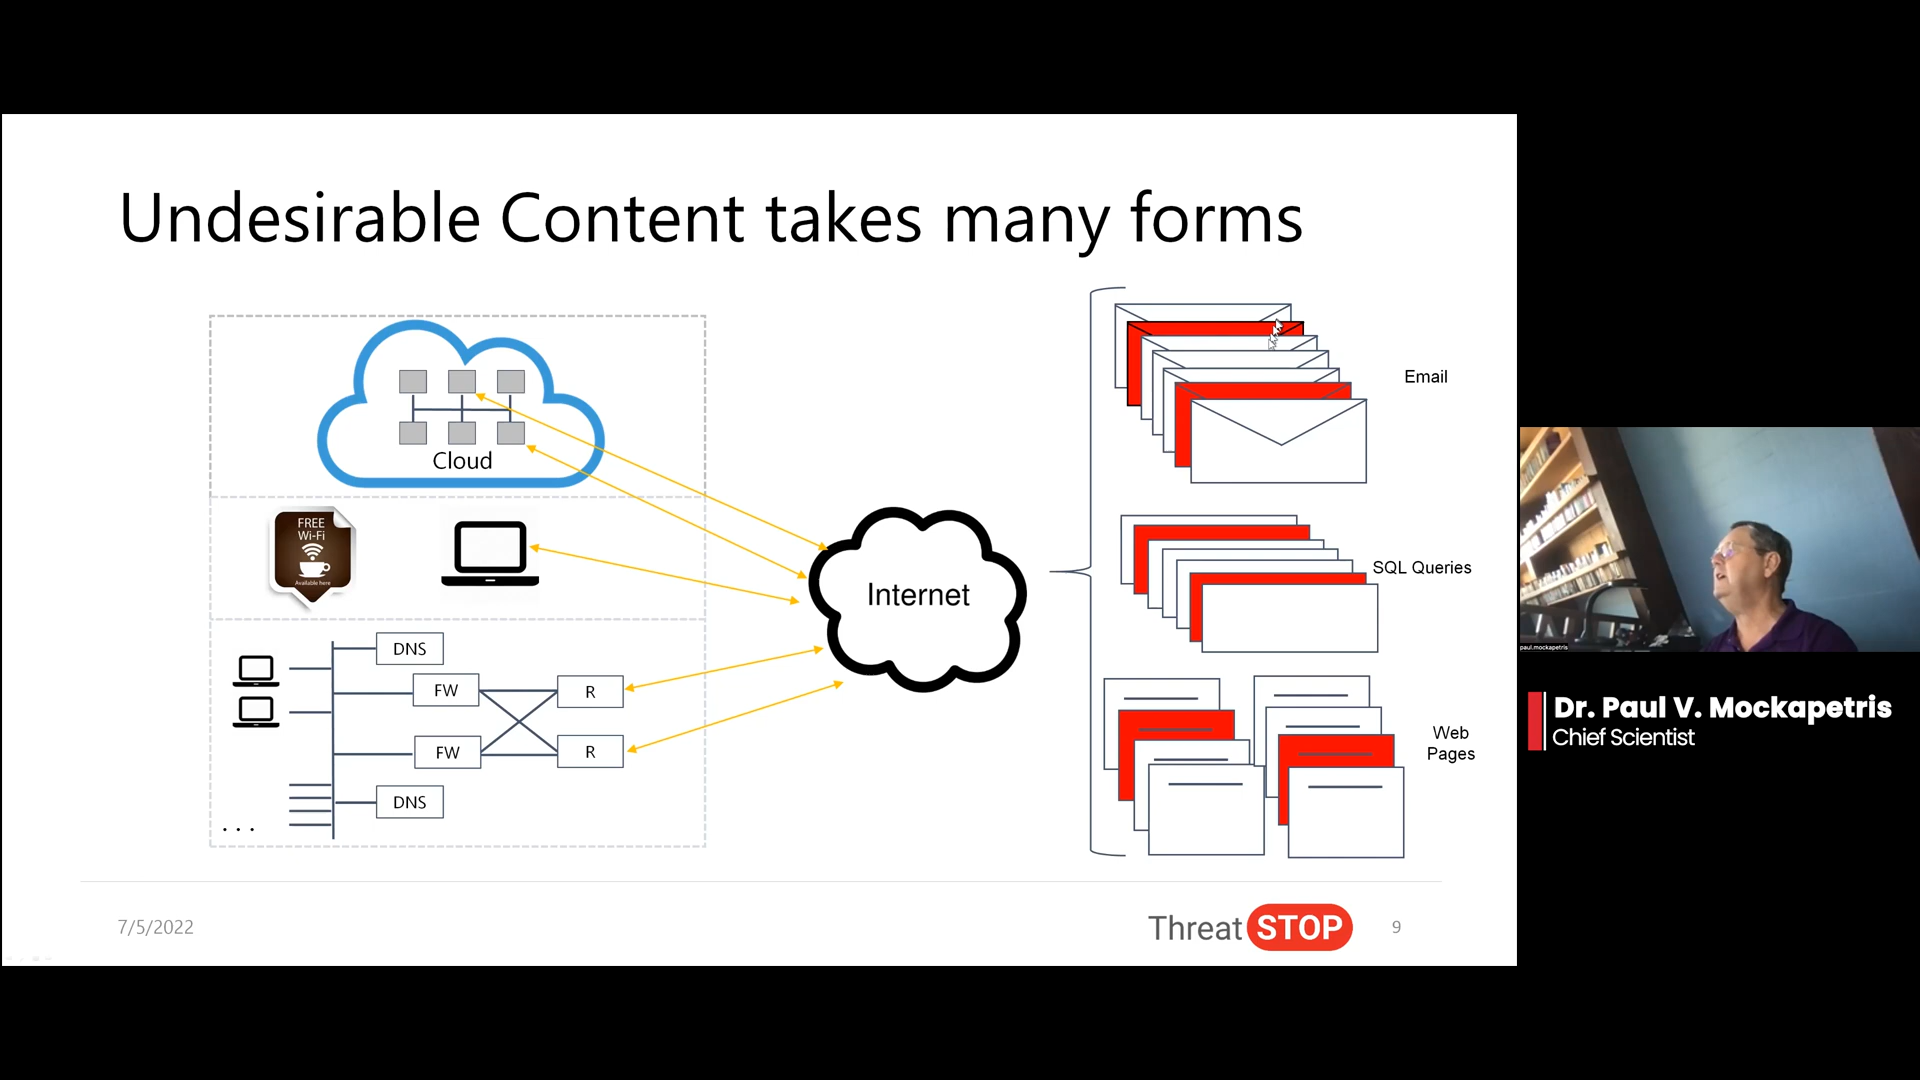 Undesirable Content takes many forms
Cloud
FREE
Wi-Fi
Available here
DNS
FW
R
FW
R
DNS
. . .
Internet
Email
SQL Queries
Web
Pages
7/5/2022
Threat STOP
9
paul.mockapetris
Dr. Paul V. Mockapetris
Chief Scientist